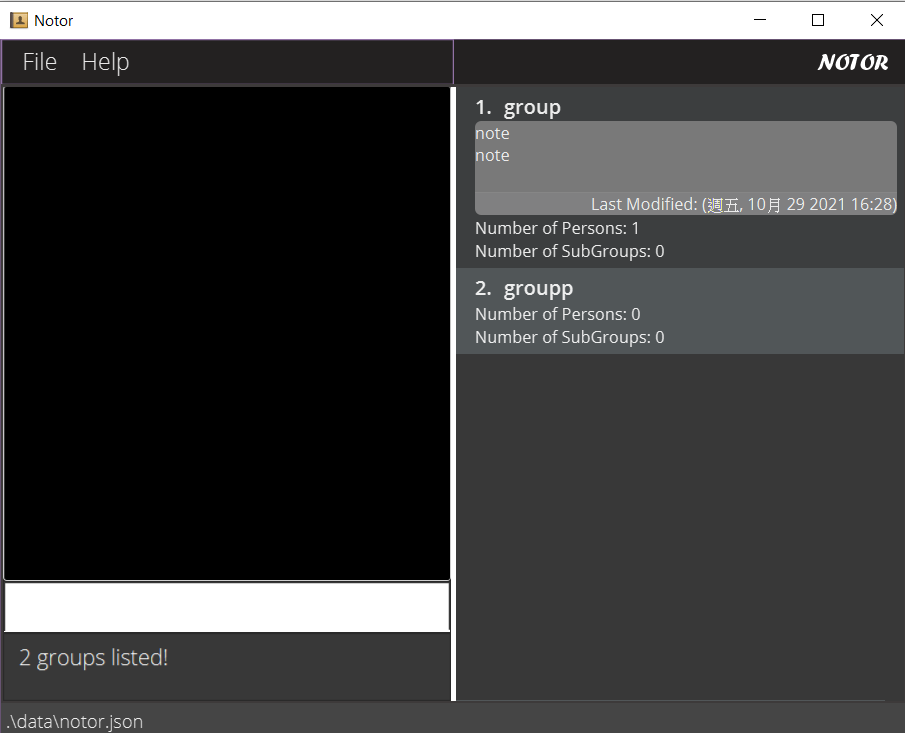 Notor
File Help
NOTOR
1. group
note
note
Last Modified: (週五, 10月 29 2021 16:28)
Number of Persons: 1
Number of SubGroups: 0
2. groupp
Number of Persons: 0
Number of SubGroups: 0
2 groups listed!
.\data\notor.json